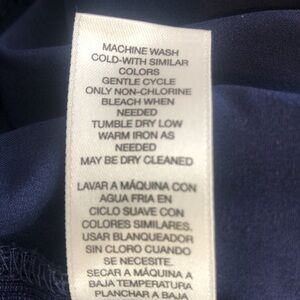 MACHINE WASH
COLD-WITH SIMILAR
COLORS
GENTLE CYCLE
ONLY NON-CHLORINE
BLEACH WHEN
NEEDED
TUMBLE DRY LOW
WARM IRON AS
NEEDED
MAY BE DRY CLEANED
LAVAR A MÁQUINA CON
AGUA FRIA EN
CICLO SUAVE CON
COLORES SIMILARES.
USAR BLANQUEADOR
SIN CLORO CUANDO
SE NECESITE.
SECAR A MÁQUINA A
BAJA TEMPERATURA
PLANCHAR A BAJA